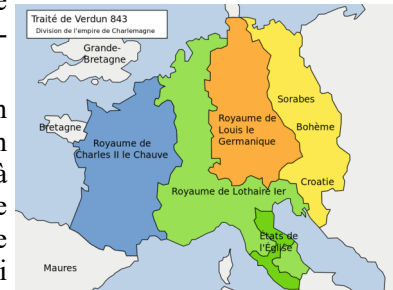 e
Traité de Verdun 843
Division de l'empire de Charlemagne
Grande-
Bretagne
n
Bretagne
n
à
e
e
i
Royaume de
Charles II le Chauve
Royaume de
Louis le
Germanique
Sorabes
Bohème
Croatie
Royaume de Lothaire Ier
États de
l'Église
Maures